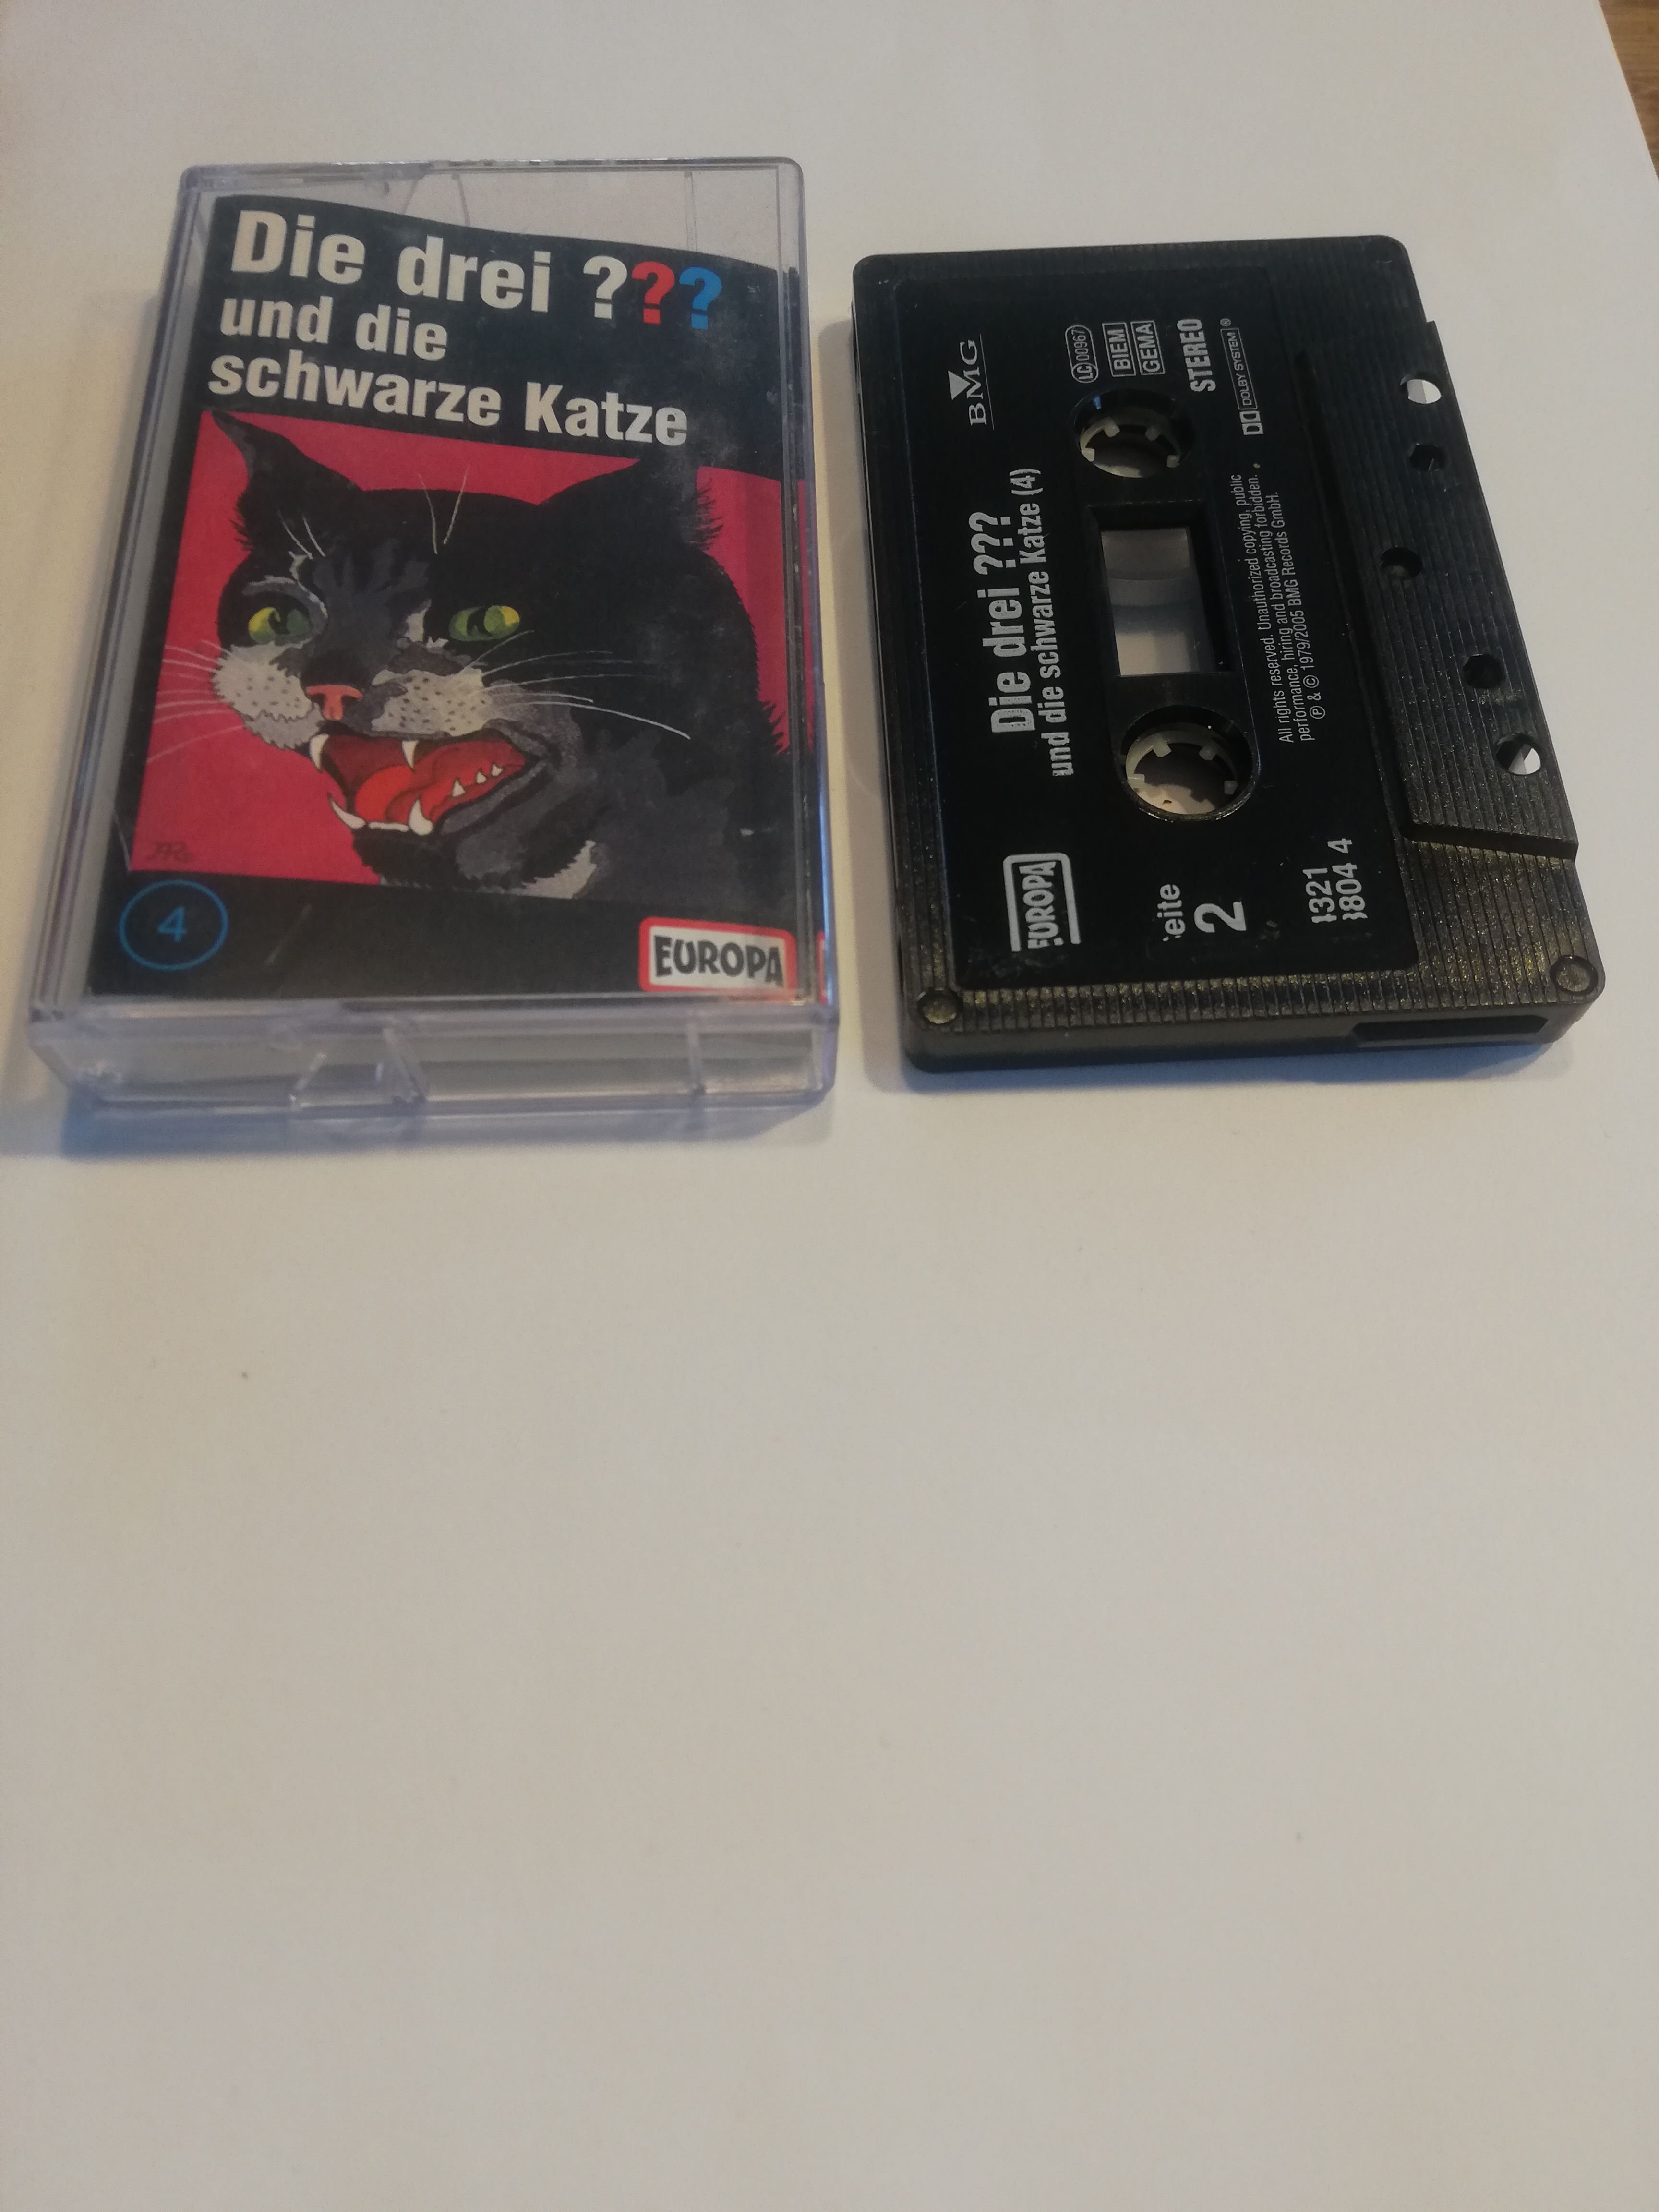 Die drei ???
und die
schwarze Katze
4
EUROPA
BMG
LC 00967
BIEM
GEMA
STEREO
DOLBY SYSTEM ®
Die drei ???
und die schwarze Katze (4)
All rights reserved. Unauthorized copying, public
performance, hiring and broadcasting forbidden.
℗ & © 1979/2005 BMG Records GmbH.
EUROPA
eite
2
4